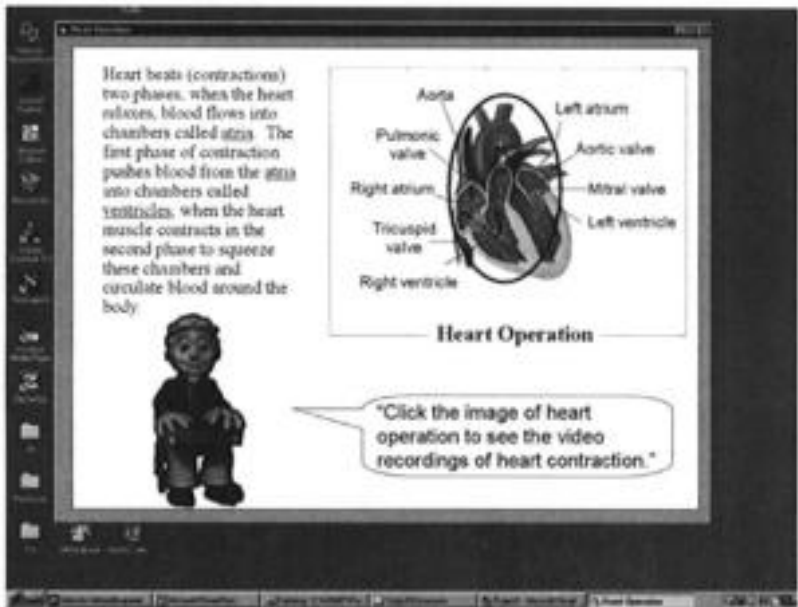 Heart beats (contractions)
two phases, when the heart
relaxes, blood flows into
chambers called atria. The
first phase of contraction
pushes blood from the atria
into chambers called
ventricles, when the heart
muscle contracts in the
second phase to squeeze
these chambers and
circulate blood around the
body.
Aorta
Pulmonic
valve
Right atrium
Tricuspid
valve
Right ventricle
Left atrium
Aortic valve
Mitral valve
Left ventricle
Heart Operation
"Click the image of heart
operation to see the video
recordings of heart contraction."